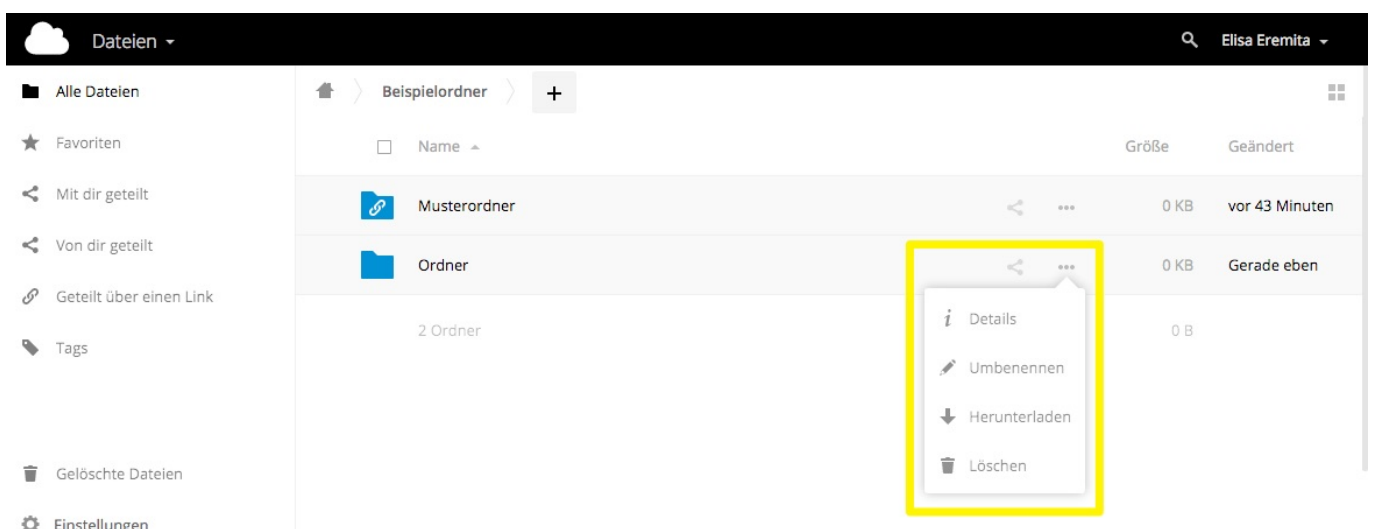 Dateien
Elisa Eremita
Alle Dateien
Favoriten
Mit dir geteilt
Von dir geteilt
Geteilt über einen Link
Tags
Gelöschte Dateien
Einstellungen
Beispielordner +
Name Größe Geändert
Musterordner ... 0 KB vor 43 Minuten
Ordner ... 0 KB Gerade eben
2 Ordner 0 B
i Details
Umbenennen
Herunterladen
Löschen